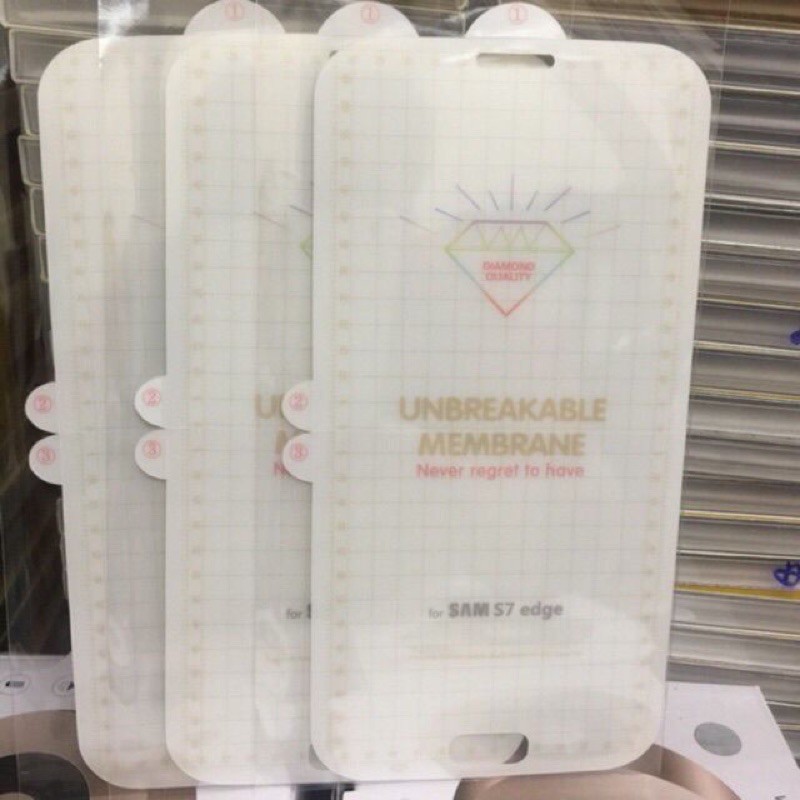 ①
①
①
DIAMOND
QUALITY
②
②
②
UNBREAKABLE
MEMBRANE
Never regret to have
③
③
③
U
N
for SAM S7 edge
for